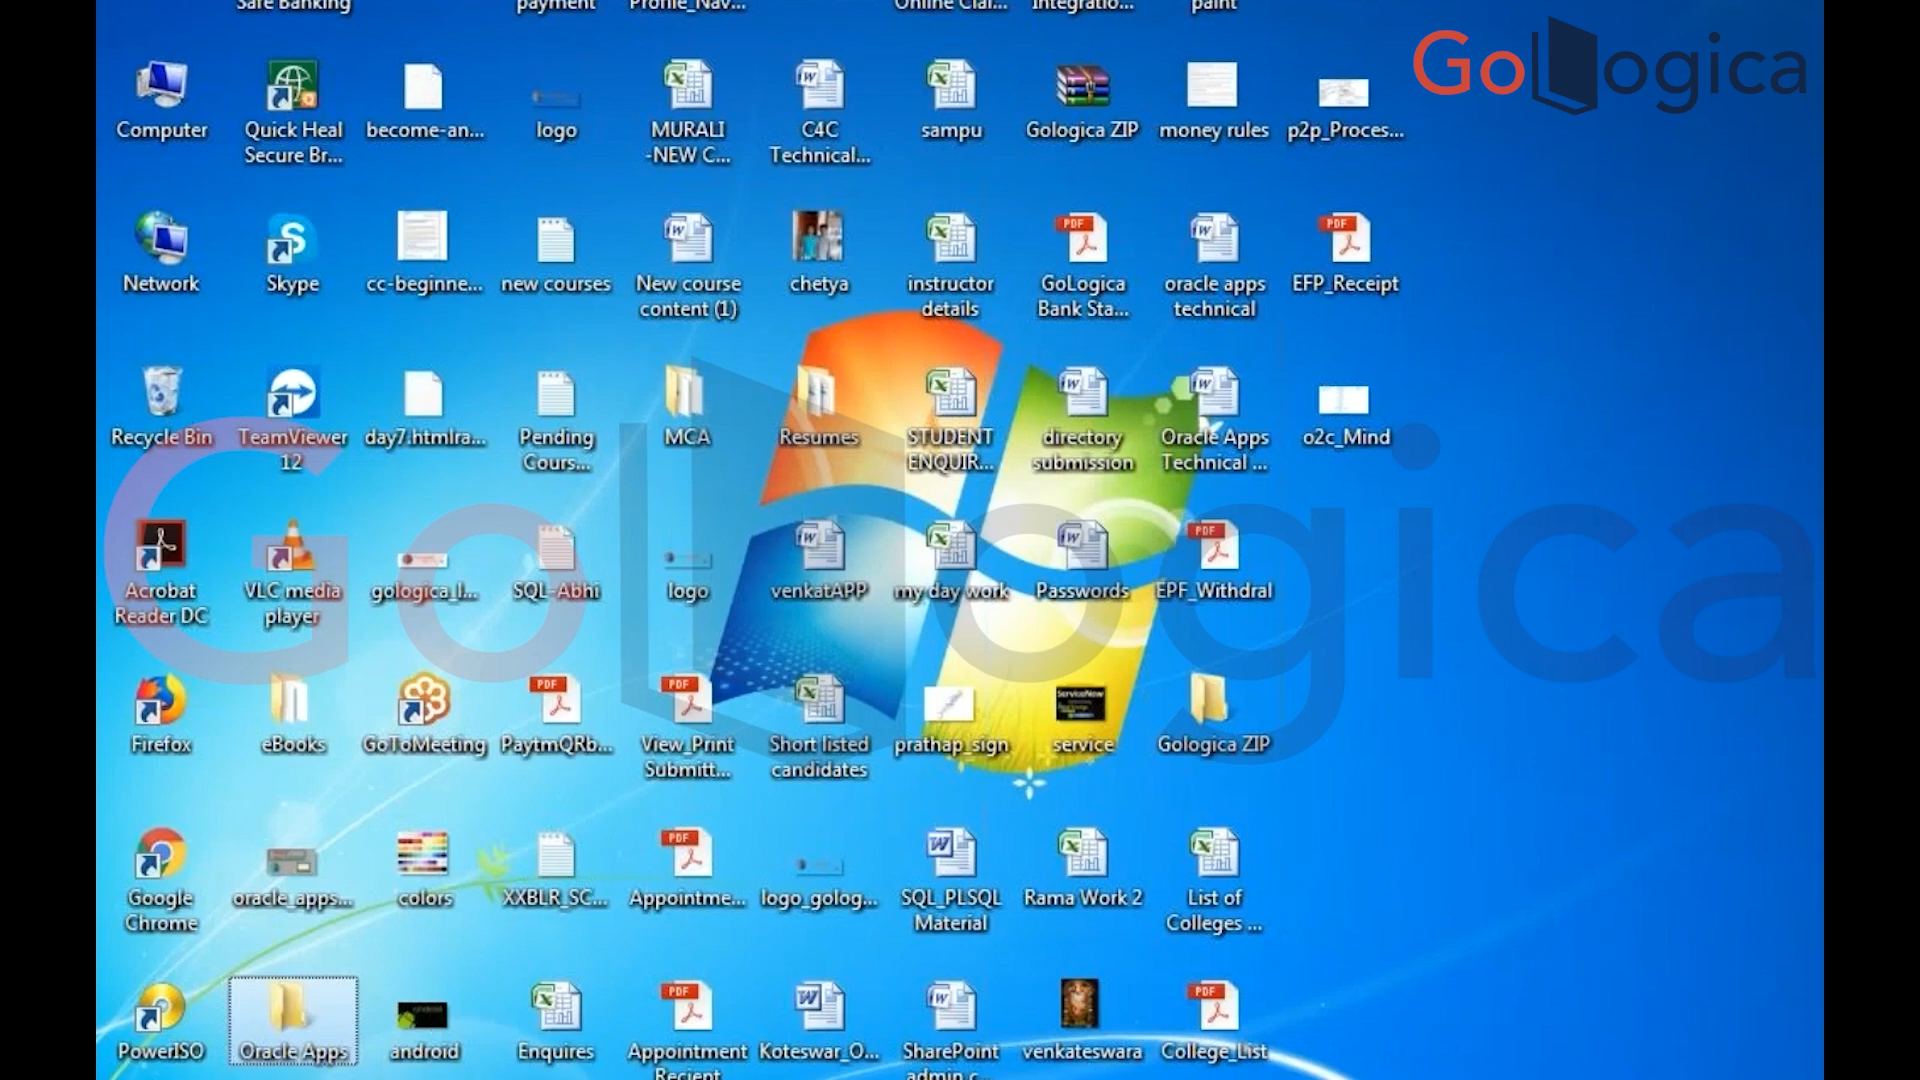 Safe Banking
payment
Profile_Nav...
Online Clai...
Integratio...
paint
GoLogica
Computer
Quick Heal
Secure Br...
become-an...
logo
MURALI
-NEW C...
C4C
Technical...
sampu
Gologica ZIP
money rules
p2p_Proces...
Network
Skype
cc-beginne...
new courses
New course
content (1)
chetya
instructor
details
GoLogica
Bank Sta...
oracle apps
technical
EFP_Receipt
Recycle Bin
TeamViewer
12
day7.htmlra...
Pending
Cours...
MCA
Resumes
STUDENT
ENQUIR...
directory
submission
Oracle Apps
Technical ...
o2c_Mind
GoLogica
Acrobat
Reader DC
VLC media
player
gologica_l...
SQL-Abhi
logo
venkatAPP
my day work
Passwords
EPF_Withdral
Firefox
eBooks
GoToMeeting
PaytmQRb...
View_Print
Submitt...
Short listed
candidates
prathap_sign
service
Gologica ZIP
Google
Chrome
oracle_apps...
colors
XXBLR_SC...
Appointme...
logo_golog...
SQL_PLSQL
Material
Rama Work 2
List of
Colleges ...
PowerISO
Oracle Apps
android
Enquires
Appointment
Recient
Koteswar_O...
SharePoint
admin c...
venkateswara
College_List